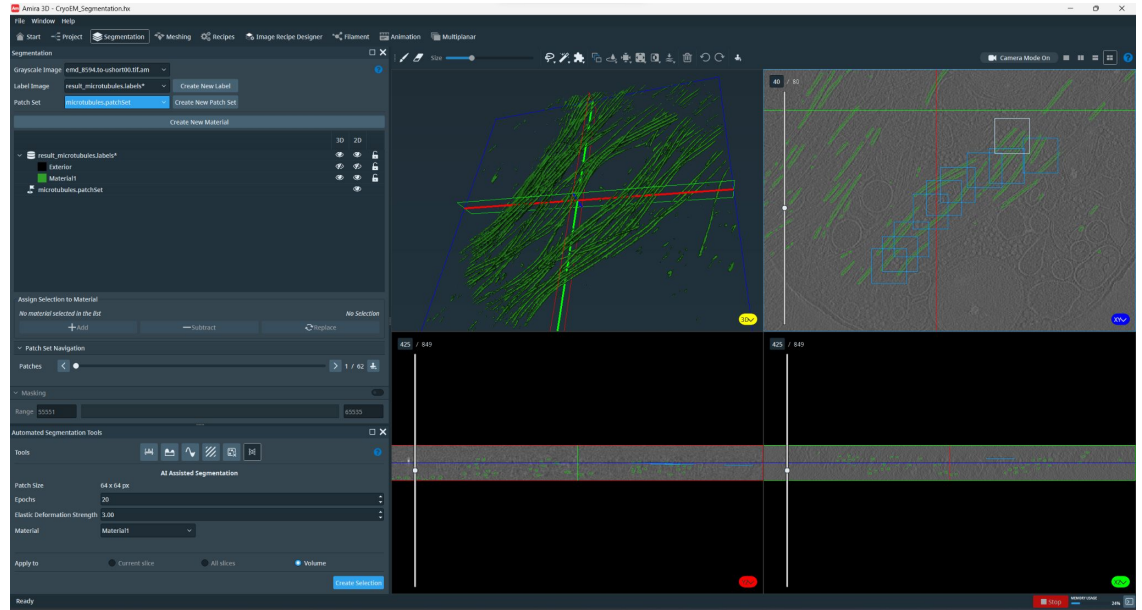 Amira 3D - CryoEM_Segmentation.hx
File Window Help
Start Project Segmentation Meshing Recipes Image Recipe Designer Filament Animation Multiplanar
Segmentation
Size
Camera Mode On
Grayscale Image emd_8594.to-ushort00.tif.am
Label Image result_microtubules.labels* Create New Label
Patch Set microtubules.patchSet Create New Patch Set
Create New Material
3D 2D
result_microtubules.labels*
Exterior
Material1
microtubules.patchSet
Assign Selection to Material
No material selected in the list No Selection
+Add —Subtract Replace
Patch Set Navigation
Patches 1 / 62
Masking
Range 55551 65535
Automated Segmentation Tools
Tools
AI Assisted Segmentation
Patch Size 64 x 64 px
Epochs 20
Elastic Deformation Strength 3.00
Material Material1
Apply to Current slice All slices Volume
Create Selection
3D
40 / 80
XY
425 / 849
425 / 849
XZ
Ready
Stop
MEMORY USAGE
24%